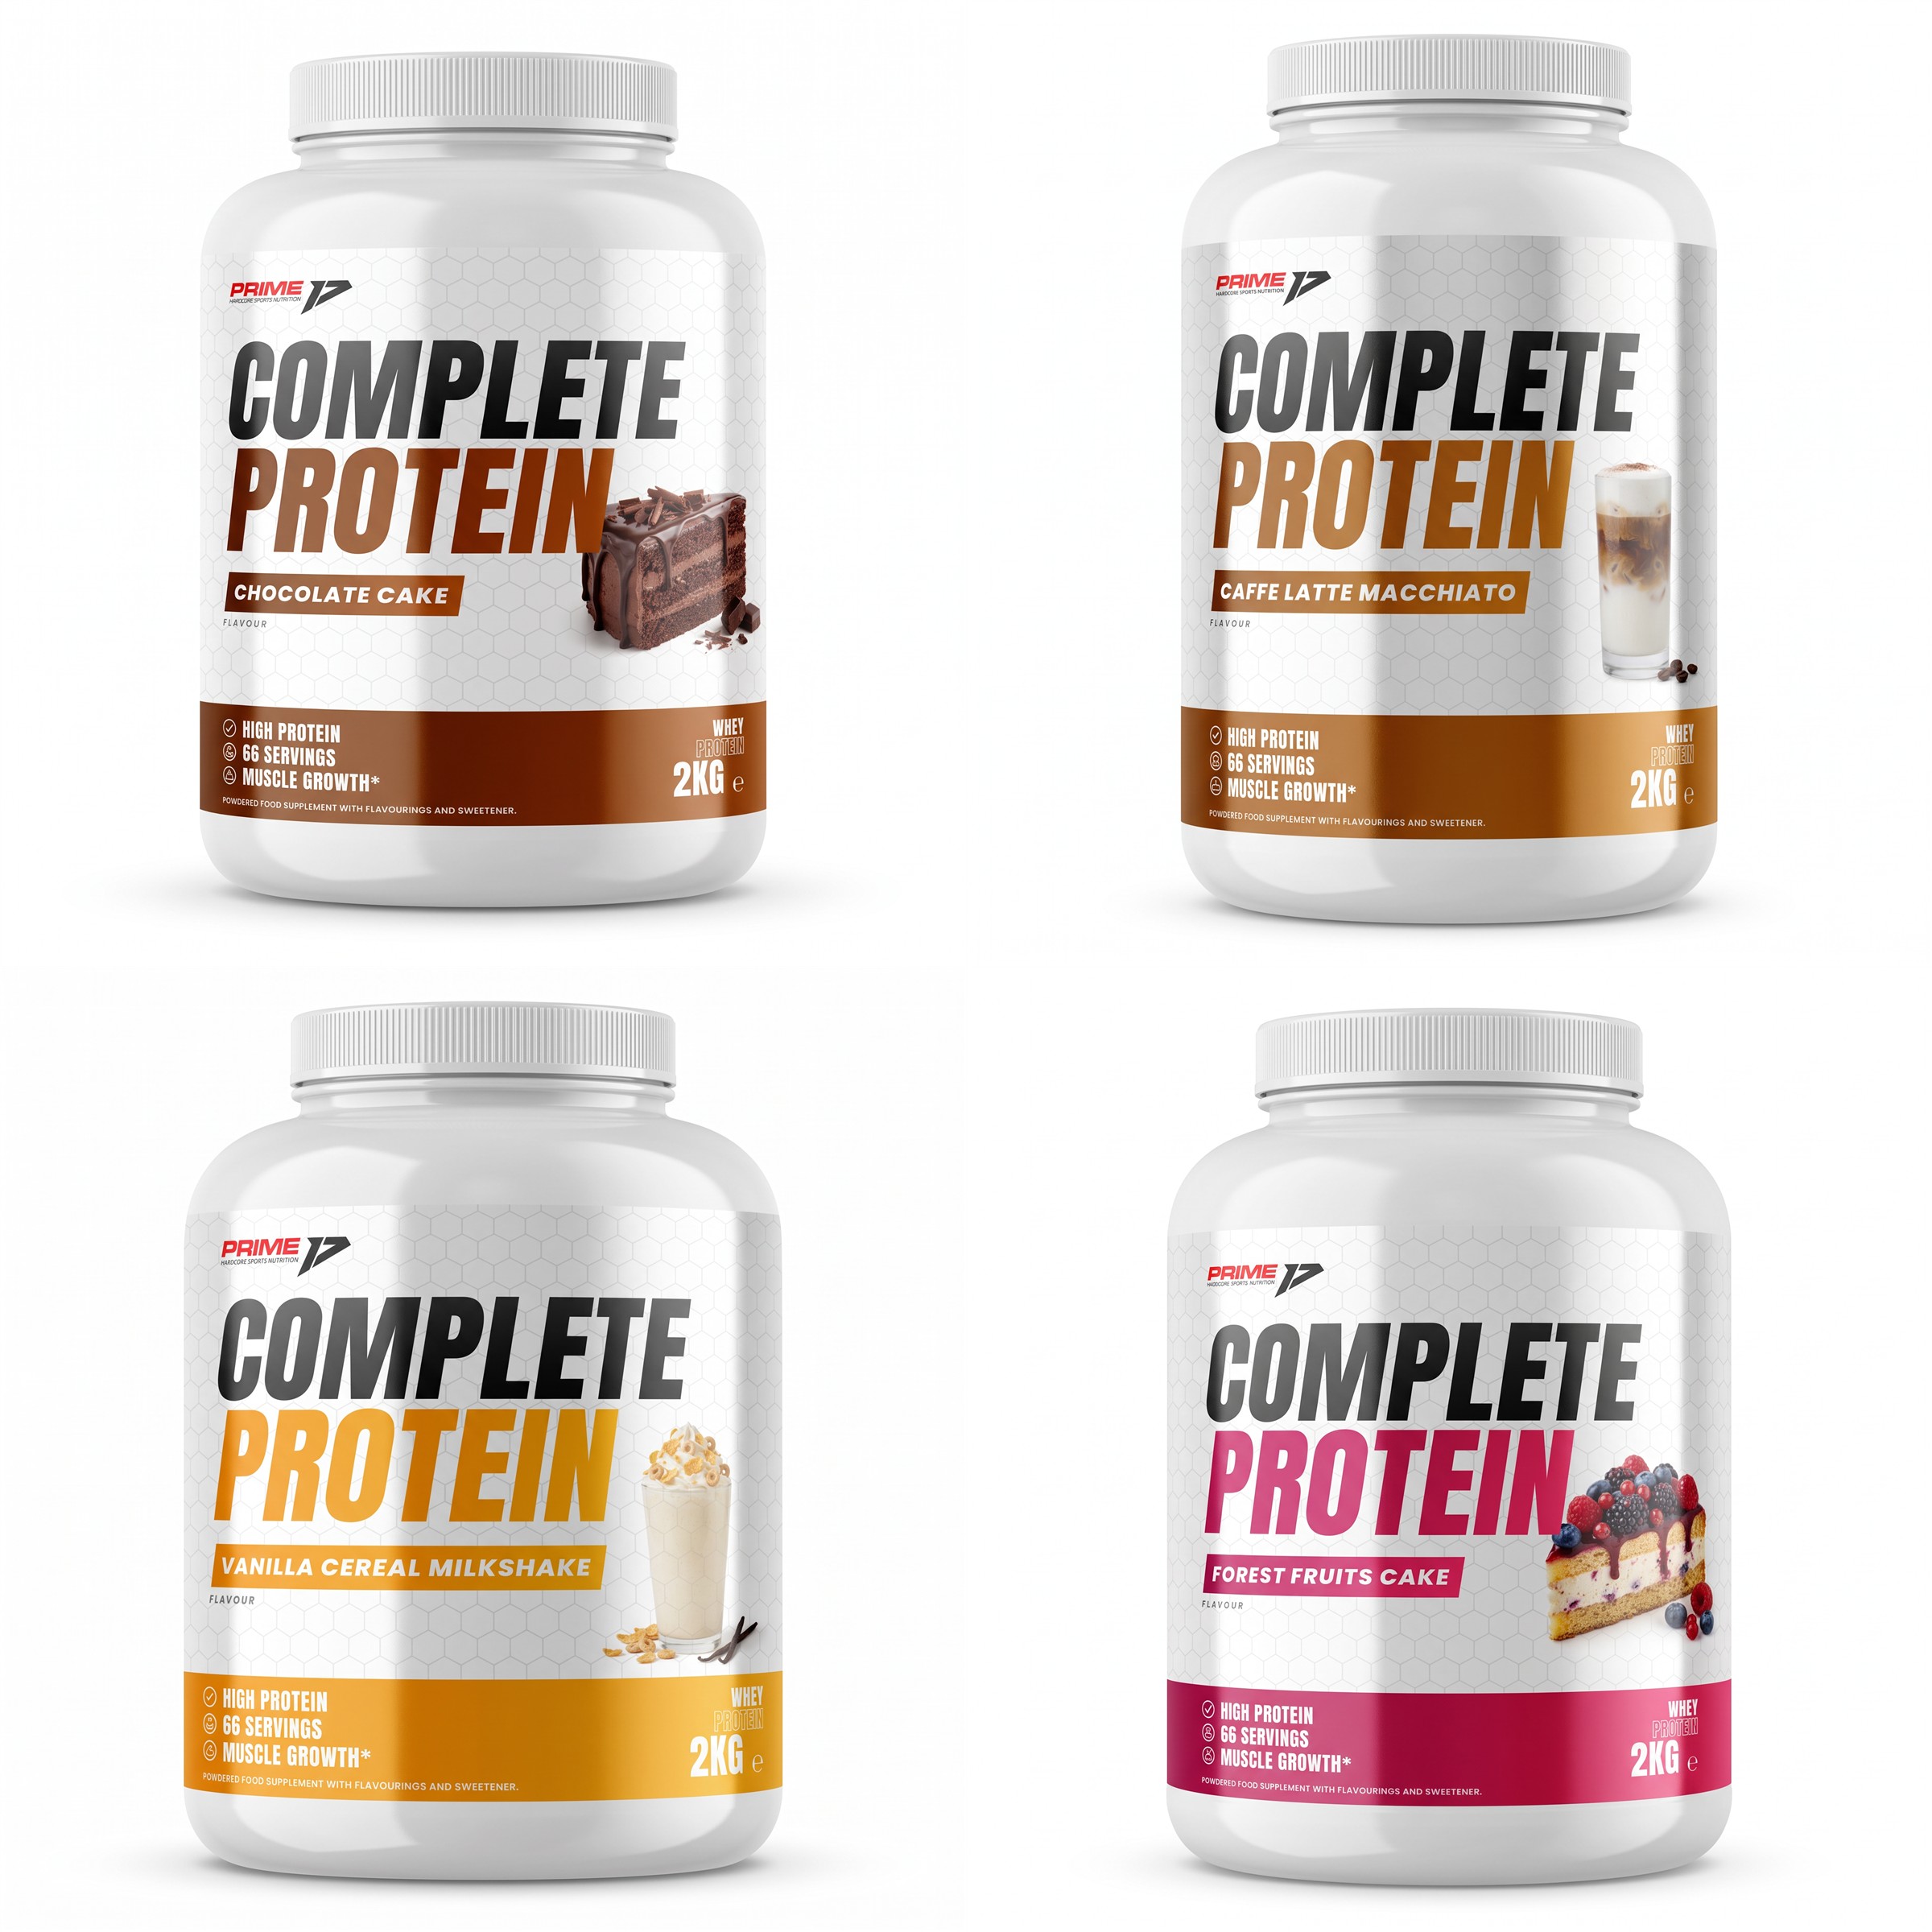 PRIME
HARDCORE SPORTS NUTRITION
COMPLETE
PROTEIN
CHOCOLATE CAKE
FLAVOUR
HIGH PROTEIN
66 SERVINGS
MUSCLE GROWTH*
POWDERED FOOD SUPPLEMENT WITH FLAVOURINGS AND SWEETENER.
WHEY
PROTEIN
2KG ℮
PRIME
HARDCORE SPORTS NUTRITION
COMPLETE
PROTEIN
CAFFE LATTE MACCHIATO
FLAVOUR
HIGH PROTEIN
66 SERVINGS
MUSCLE GROWTH*
POWDERED FOOD SUPPLEMENT WITH FLAVOURINGS AND SWEETENER.
WHEY
PROTEIN
2KG ℮
PRIME
HARDCORE SPORTS NUTRITION
COMPLETE
PROTEIN
VANILLA CEREAL MILKSHAKE
FLAVOUR
HIGH PROTEIN
66 SERVINGS
MUSCLE GROWTH*
POWDERED FOOD SUPPLEMENT WITH FLAVOURINGS AND SWEETENER.
WHEY
PROTEIN
2KG ℮
PRIME
HARDCORE SPORTS NUTRITION
COMPLETE
PROTEIN
FOREST FRUITS CAKE
FLAVOUR
HIGH PROTEIN
66 SERVINGS
MUSCLE GROWTH*
POWDERED FOOD SUPPLEMENT WITH FLAVOURINGS AND SWEETENER.
WHEY
PROTEIN
2KG ℮